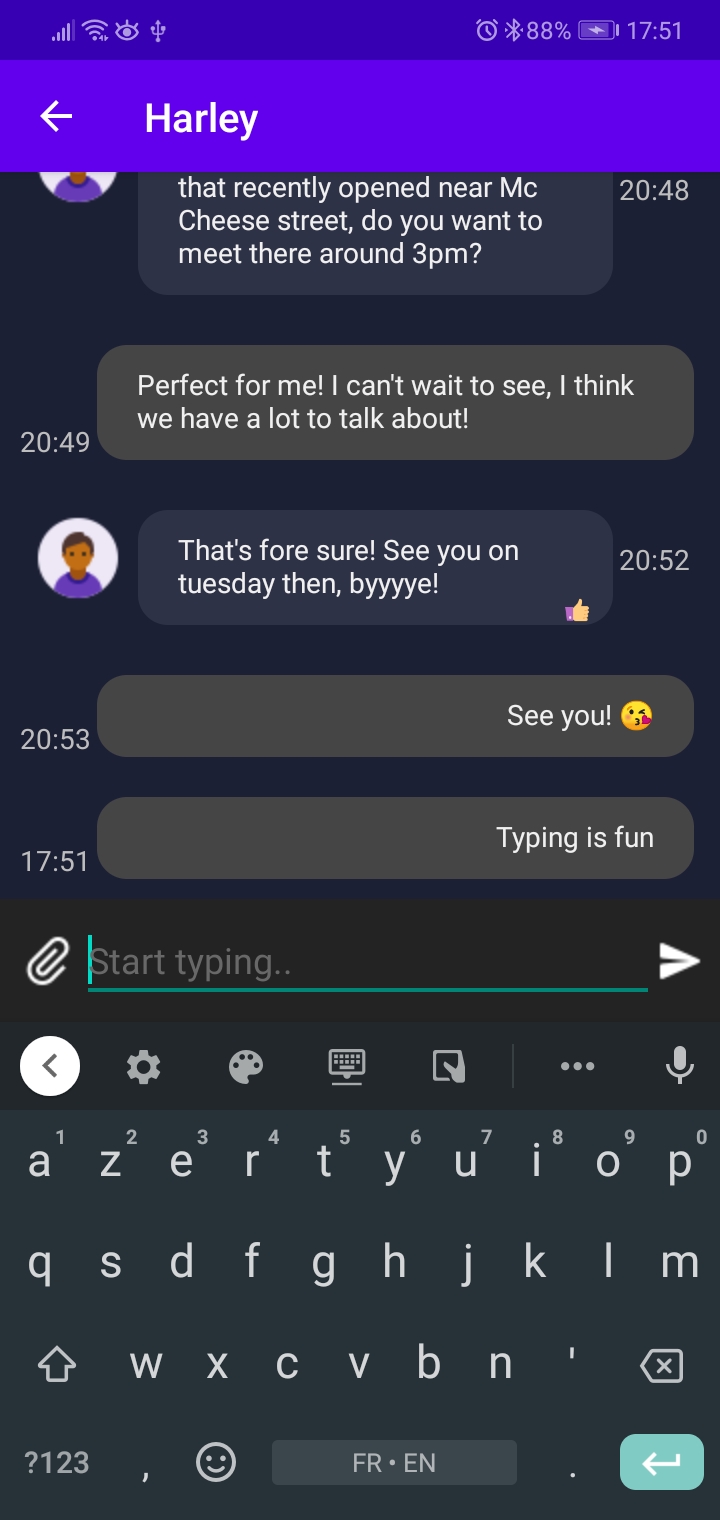 88% 17:51
Harley
that recently opened near Mc
Cheese street, do you want to
meet there around 3pm?
20:48
Perfect for me! I can't wait to see, I think
we have a lot to talk about!
20:49
That's fore sure! See you on
tuesday then, byyyye!
20:52
See you! 😘
20:53
Typing is fun
17:51
Start typing..
a 1 z 2 e 3 r 4 t 5 y 6 u 7 i 8 o 9 p 0
q s d f g h j k l m
w x c v b n '
?123 , FR • EN .